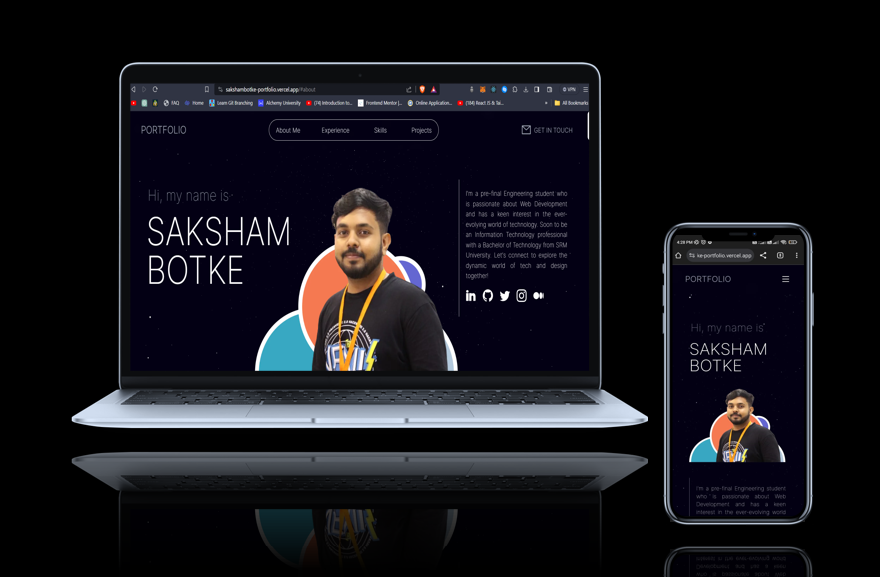 sakshambotke-portfolio.vercel.app/#about
VPN
FAQ
Home
Learn Git Branching
Alchemy University
(74) Introduction to...
Frontend Mentor |...
Online Application...
(184) React JS & Tai...
»
All Bookmarks
PORTFOLIO
About Me
Experience
Skills
Projects
GET IN TOUCH
Hi, my name is
SAKSHAM
BOTKE
I'm a pre-final Engineering student who
is passionate about Web Development
and has a keen interest in the ever-
evolving world of technology. Soon to be
an Information Technology professional
with a Bachelor of Technology from SRM
University. Let's connect to explore the
dynamic world of tech and design
together!
4:28 PM
ke-portfolio.vercel.app
PORTFOLIO
Hi, my name is
SAKSHAM
BOTKE
I'm a pre-final Engineering student
who is passionate about Web
Development and has a keen
interest in the ever-evolving world